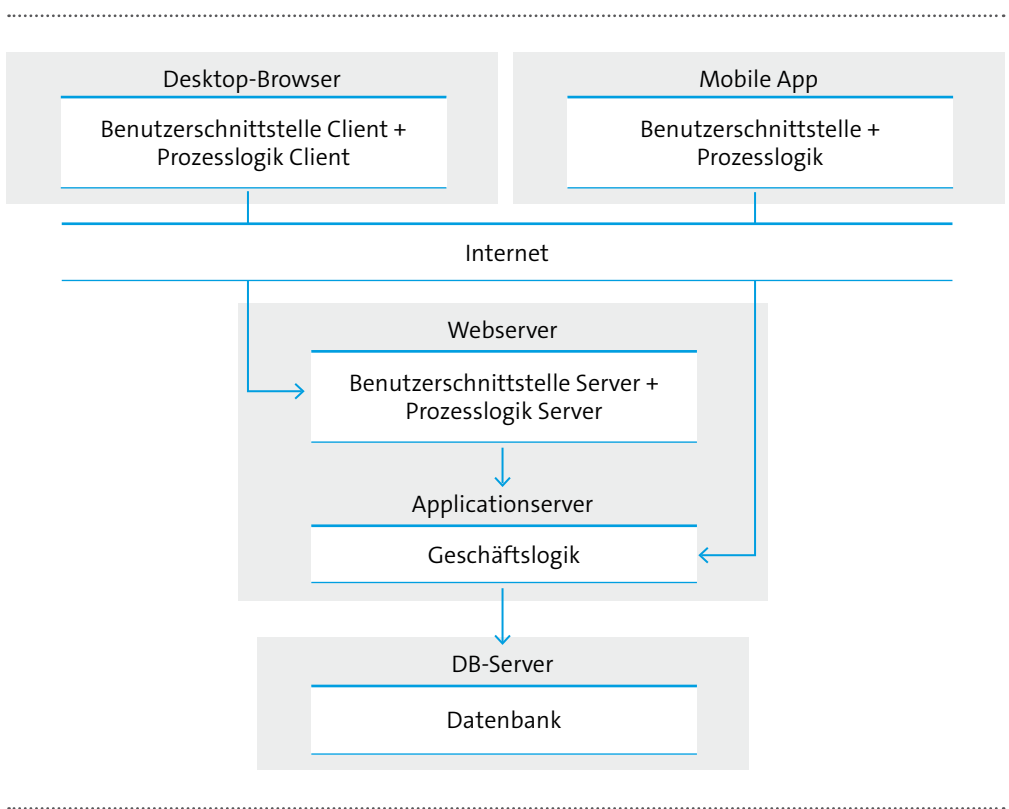 Desktop-Browser
Benutzerschnittstelle Client +
Prozesslogik Client
Mobile App
Benutzerschnittstelle +
Prozesslogik
Internet
Webserver
Benutzerschnittstelle Server +
Prozesslogik Server
Applicationserver
Geschäftslogik
DB-Server
Datenbank